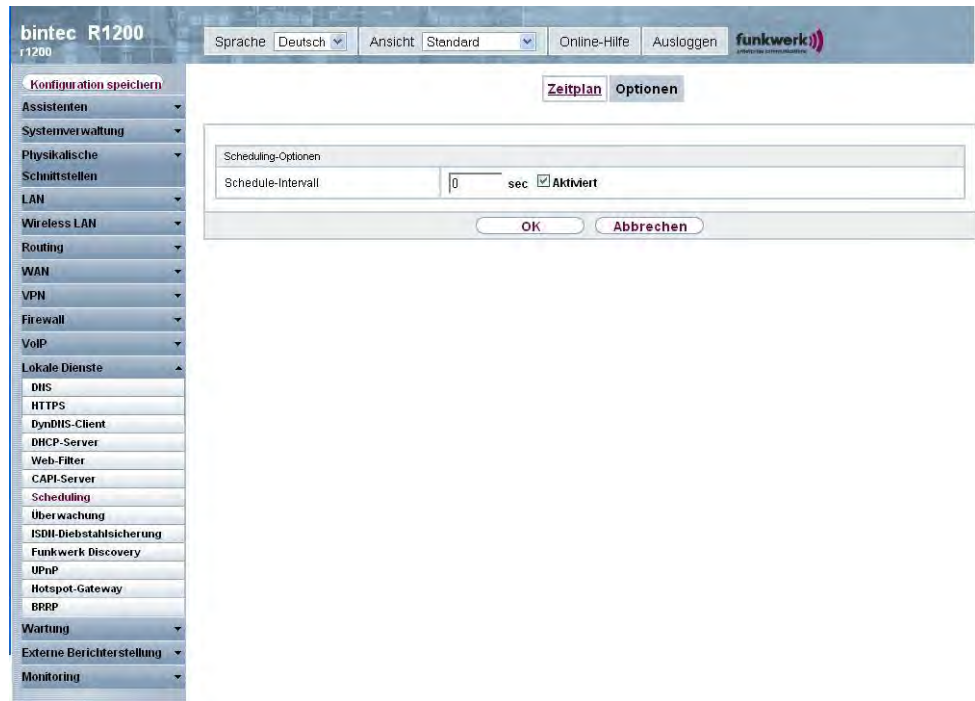 bintec R1200
r1200
Sprache Deutsch Ansicht Standard Online-Hilfe Ausloggen funkwerk
Konfiguration speichern
Assistenten
Systemverwaltung
Physikalische
Schnittstellen
LAN
Wireless LAN
Routing
WAN
VPN
Firewall
VoIP
Lokale Dienste
DNS
HTTPS
DynDNS-Client
DHCP-Server
Web-Filter
CAPI-Server
Scheduling
Überwachung
ISDN-Diebstahlsicherung
Funkwerk Discovery
UPnP
Hotspot-Gateway
BRRP
Wartung
Externe Berichterstellung
Monitoring
Zeitplan Optionen
Scheduling-Optionen
Schedule-Intervall 0 sec Aktiviert
OK Abbrechen